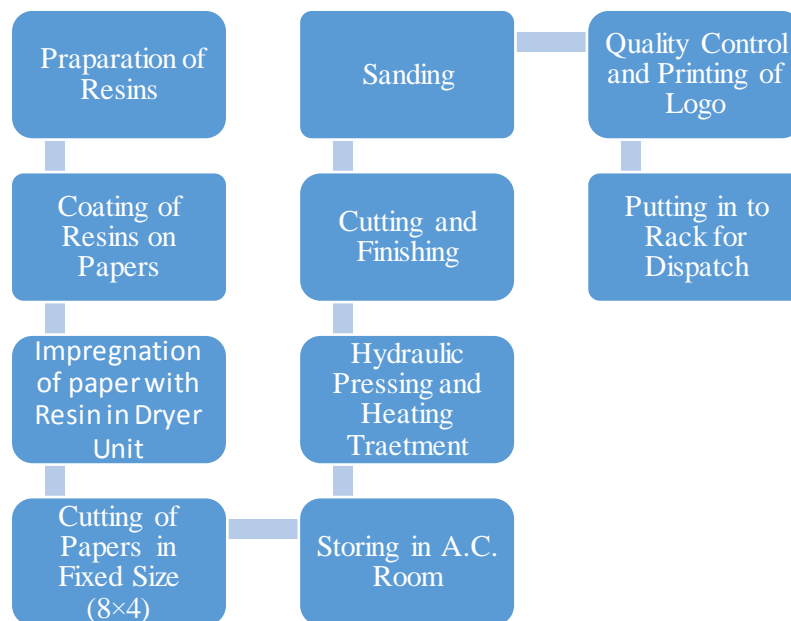 Praparation of
Resins
Coating of
Resins on
Papers
Impregnation
of paper with
Resin in Dryer
Unit
Cutting of
Papers in
Fixed Size
(8×4)
Storing in A.C.
Room
Hydraulic
Pressing and
Heating
Traetment
Cutting and
Finishing
Sanding
Quality Control
and Printing of
Logo
Putting in to
Rack for
Dispatch